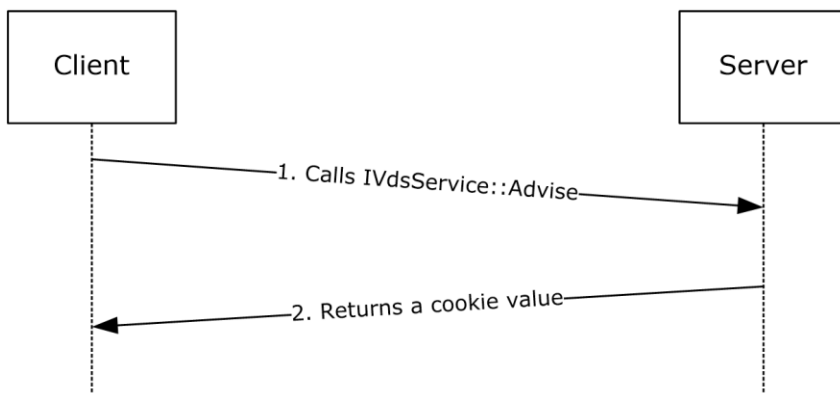 Client
Server
1. Calls IVdsService::Advise
2. Returns a cookie value